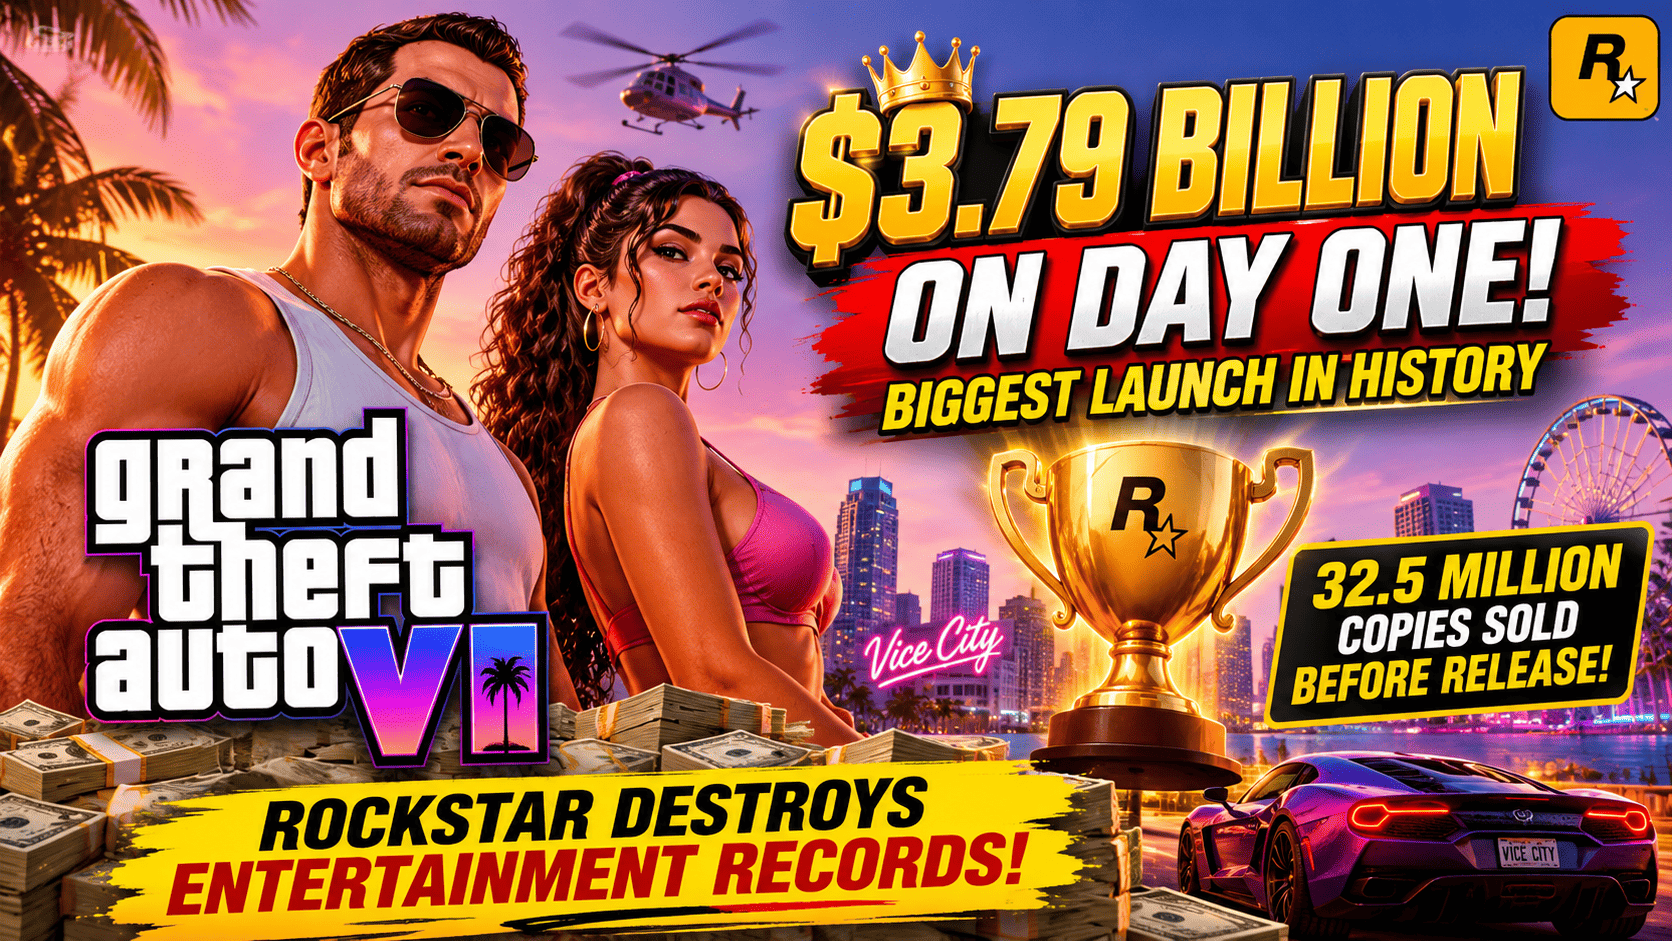 $3.79 BILLION
ON DAY ONE!
BIGGEST LAUNCH IN HISTORY
R
R
grand
theft
auto VI
Vice City
32.5 MILLION
COPIES SOLD
BEFORE RELEASE!
ROCKSTAR DESTROYS
ENTERTAINMENT RECORDS!
VICE CITY